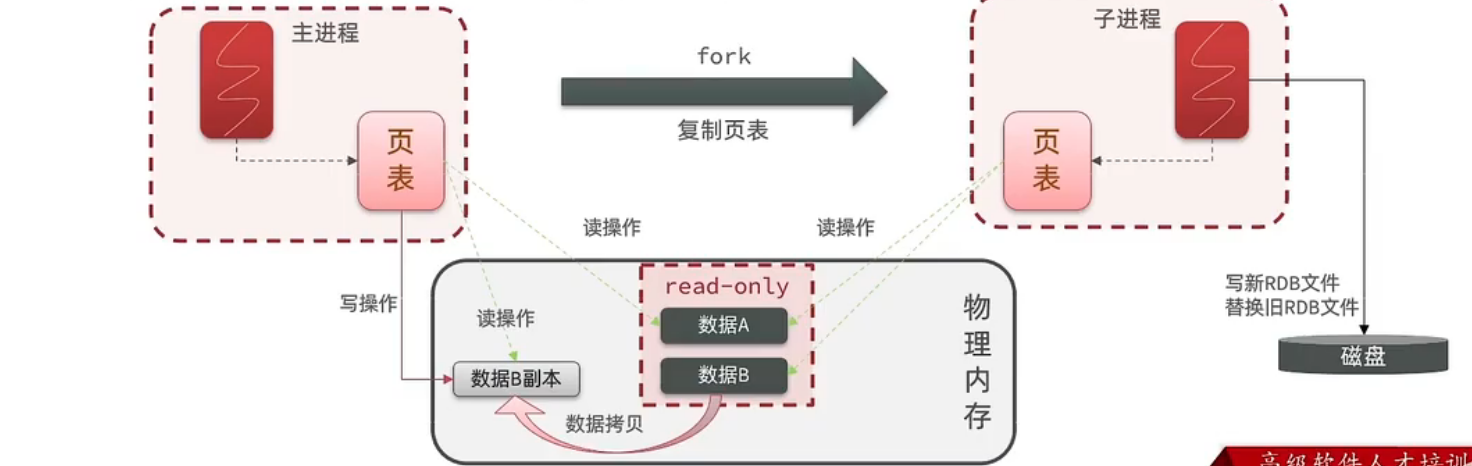 主进程
子进程
fork
复制页表
页
表
页
表
读操作
读操作
写操作
读操作
read-only
数据A
数据B
数据B副本
数据拷贝
物
理
内
存
写新RDB文件
替换旧RDB文件
磁盘
高级软件人才培训